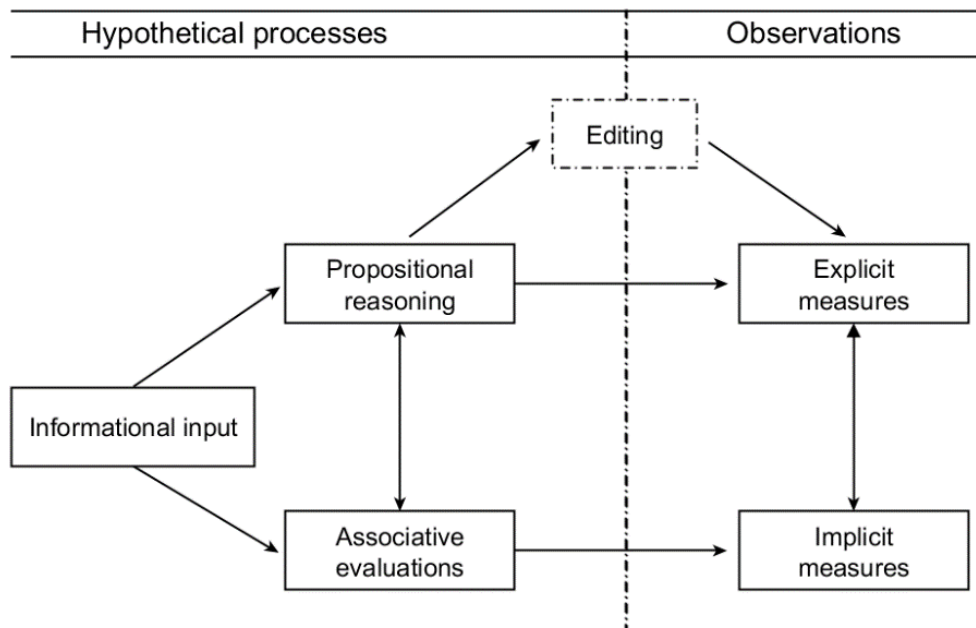 Hypothetical processes
Observations
Editing
Propositional
reasoning
Explicit
measures
Informational input
Associative
evaluations
Implicit
measures